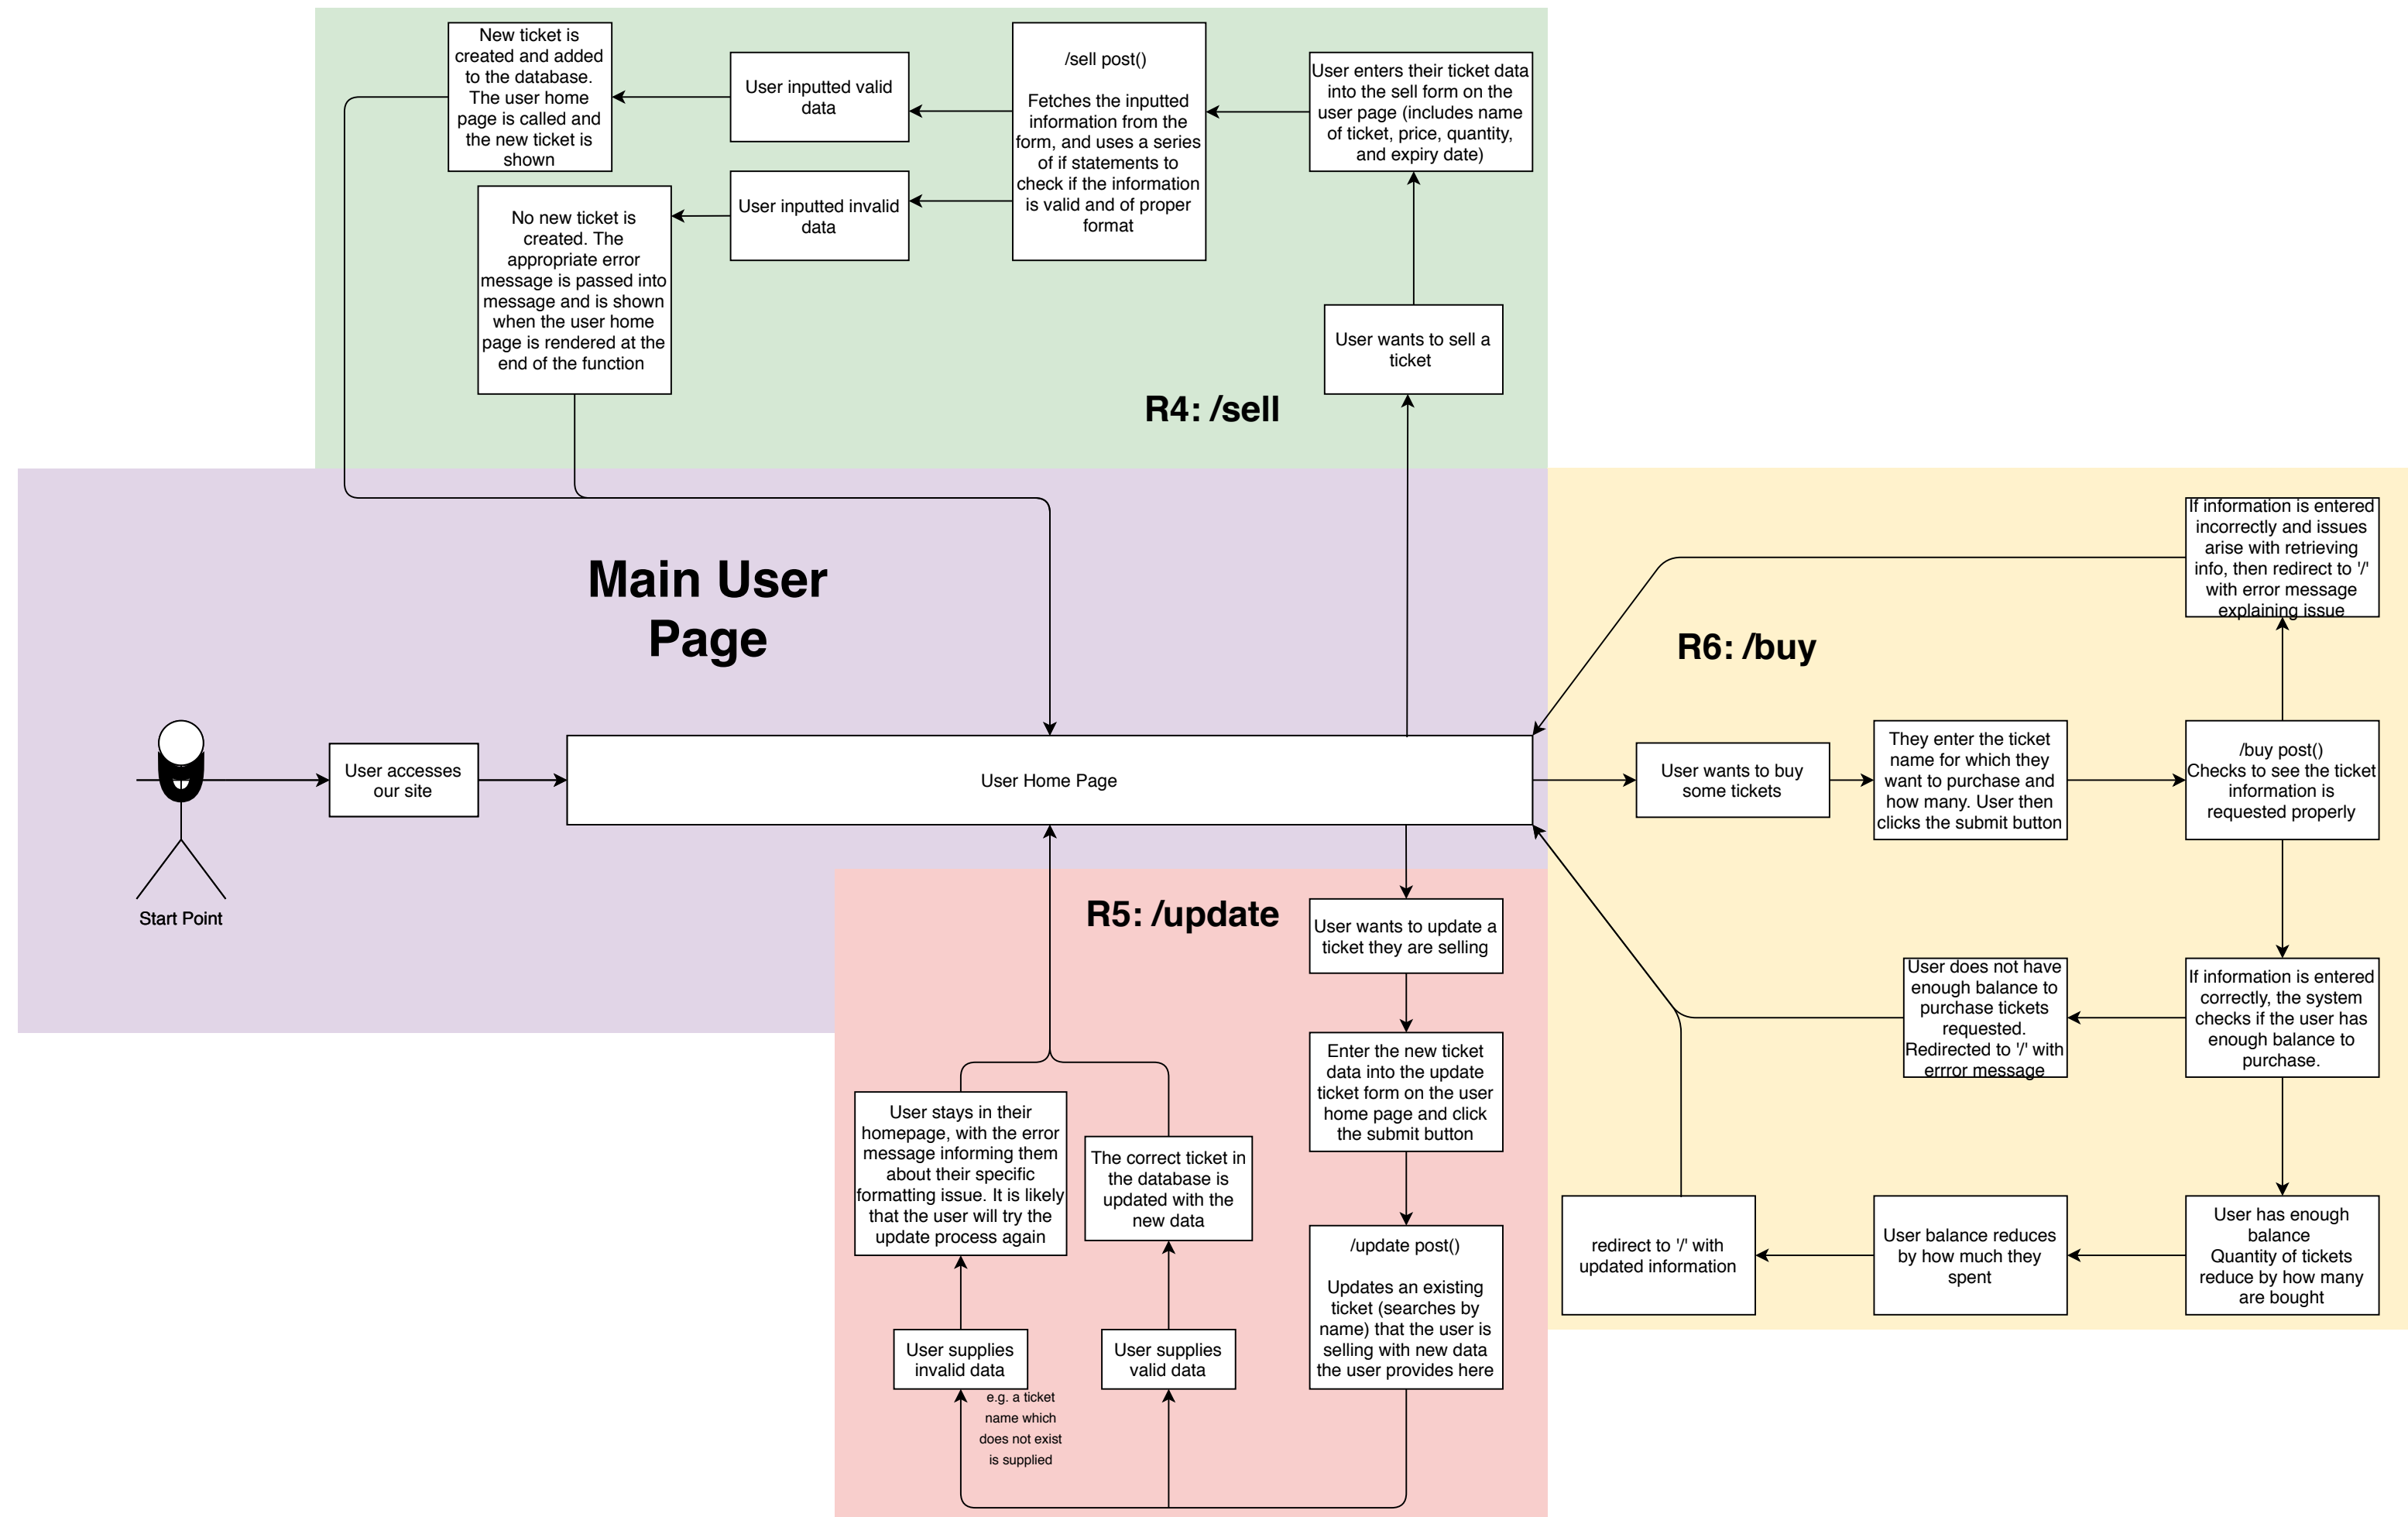 New ticket is
created and added
to the database.
The user home
page is called and
the new ticket is
shown
User inputted valid
data
/sell post()
Fetches the inputted
information from the
form, and uses a series
of if statements to
check if the information
is valid and of proper
format
User enters their ticket data
into the sell form on the
user page (includes name
of ticket, price, quantity,
and expiry date)
No new ticket is
created. The
appropriate error
message is passed into
message and is shown
when the user home
page is rendered at the
end of the function
User inputted invalid
data
User wants to sell a
ticket
R4: /sell
Main User
Page
Start Point
User accesses
our site
User Home Page
R6: /buy
If information is entered
incorrectly and issues
arise with retrieving
info, then redirect to '/'
with error message
explaining issue
User wants to buy
some tickets
They enter the ticket
name for which they
want to purchase and
how many. User then
clicks the submit button
/buy post()
Checks to see the ticket
information is
requested properly
User does not have
enough balance to
purchase tickets
requested.
Redirected to '/' with
errror message
If information is entered
correctly, the system
checks if the user has
enough balance to
purchase.
redirect to '/' with
updated information
User balance reduces
by how much they
spent
User has enough
balance
Quantity of tickets
reduce by how many
are bought
R5: /update
User wants to update a
ticket they are selling
Enter the new ticket
data into the update
ticket form on the user
home page and click
the submit button
/update post()
Updates an existing
ticket (searches by
name) that the user is
selling with new data
the user provides here
User stays in their
homepage, with the error
message informing them
about their specific
formatting issue. It is likely
that the user will try the
update process again
The correct ticket in
the database is
updated with the
new data
User supplies
invalid data
User supplies
valid data
e.g. a ticket
name which
does not exist
is supplied